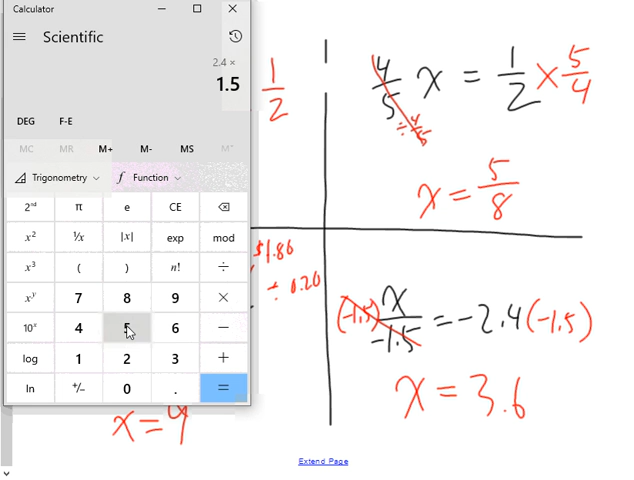 Calculator
Scientific
2.4 ×
1.5
DEG F-E
MC MR M+ M- MS M˅
Trigonometry Function
2ⁿᵈ π e CE
x² ¹⁄x |x| exp mod
x³ ( ) n! ÷
xʸ 7 8 9 ×
10ˣ 4 5 6 −
log 1 2 3 +
ln +/− 0 . =
1/2
4/5 x = 1/2 × 5/4
÷ 4/5
x = 5/8
$1.86
÷ 0.20
(-1.5) x/-1.5 = -2.4 (-1.5)
x = 3.6
x = 4
Extend Page